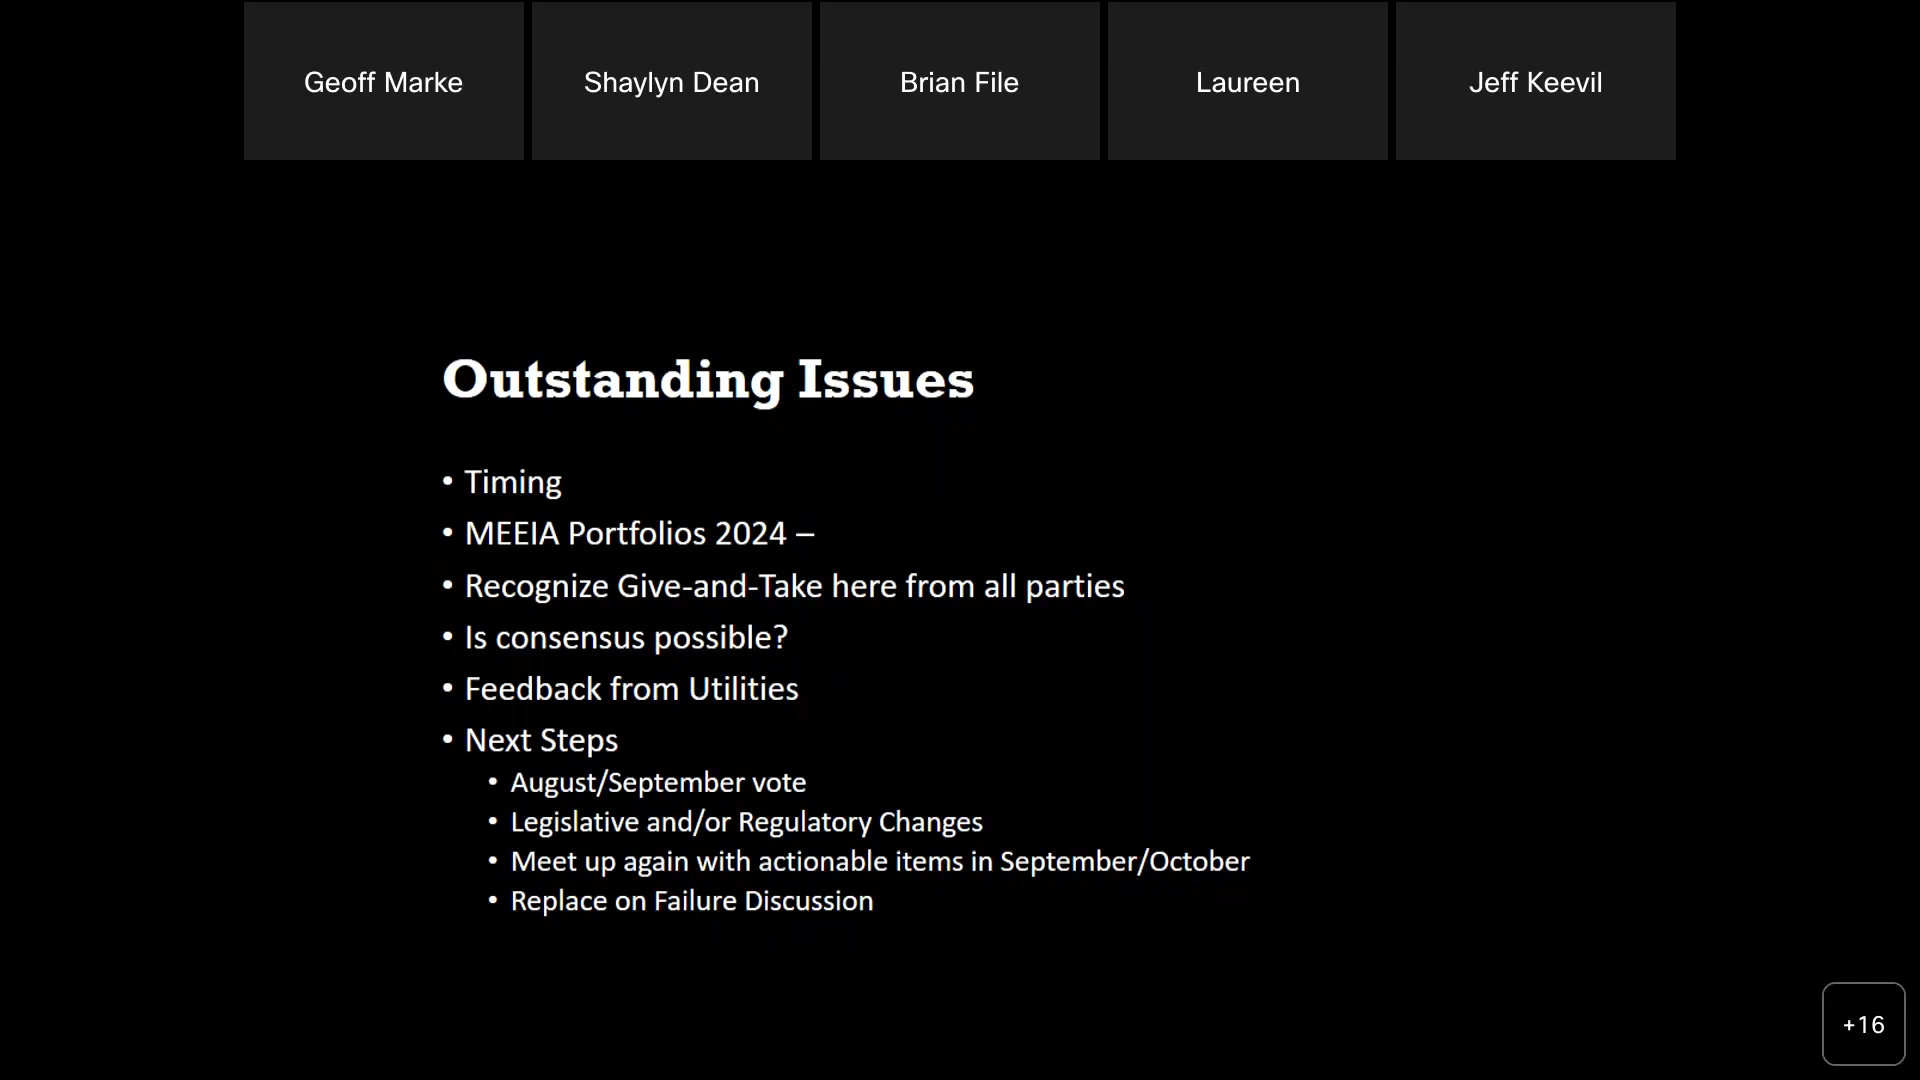 Geoff Marke
Shaylyn Dean
Brian File
Laureen
Jeff Keevil
Outstanding Issues
• Timing
• MEEIA Portfolios 2024 –
• Recognize Give-and-Take here from all parties
• Is consensus possible?
• Feedback from Utilities
• Next Steps
• August/September vote
• Legislative and/or Regulatory Changes
• Meet up again with actionable items in September/October
• Replace on Failure Discussion
+16